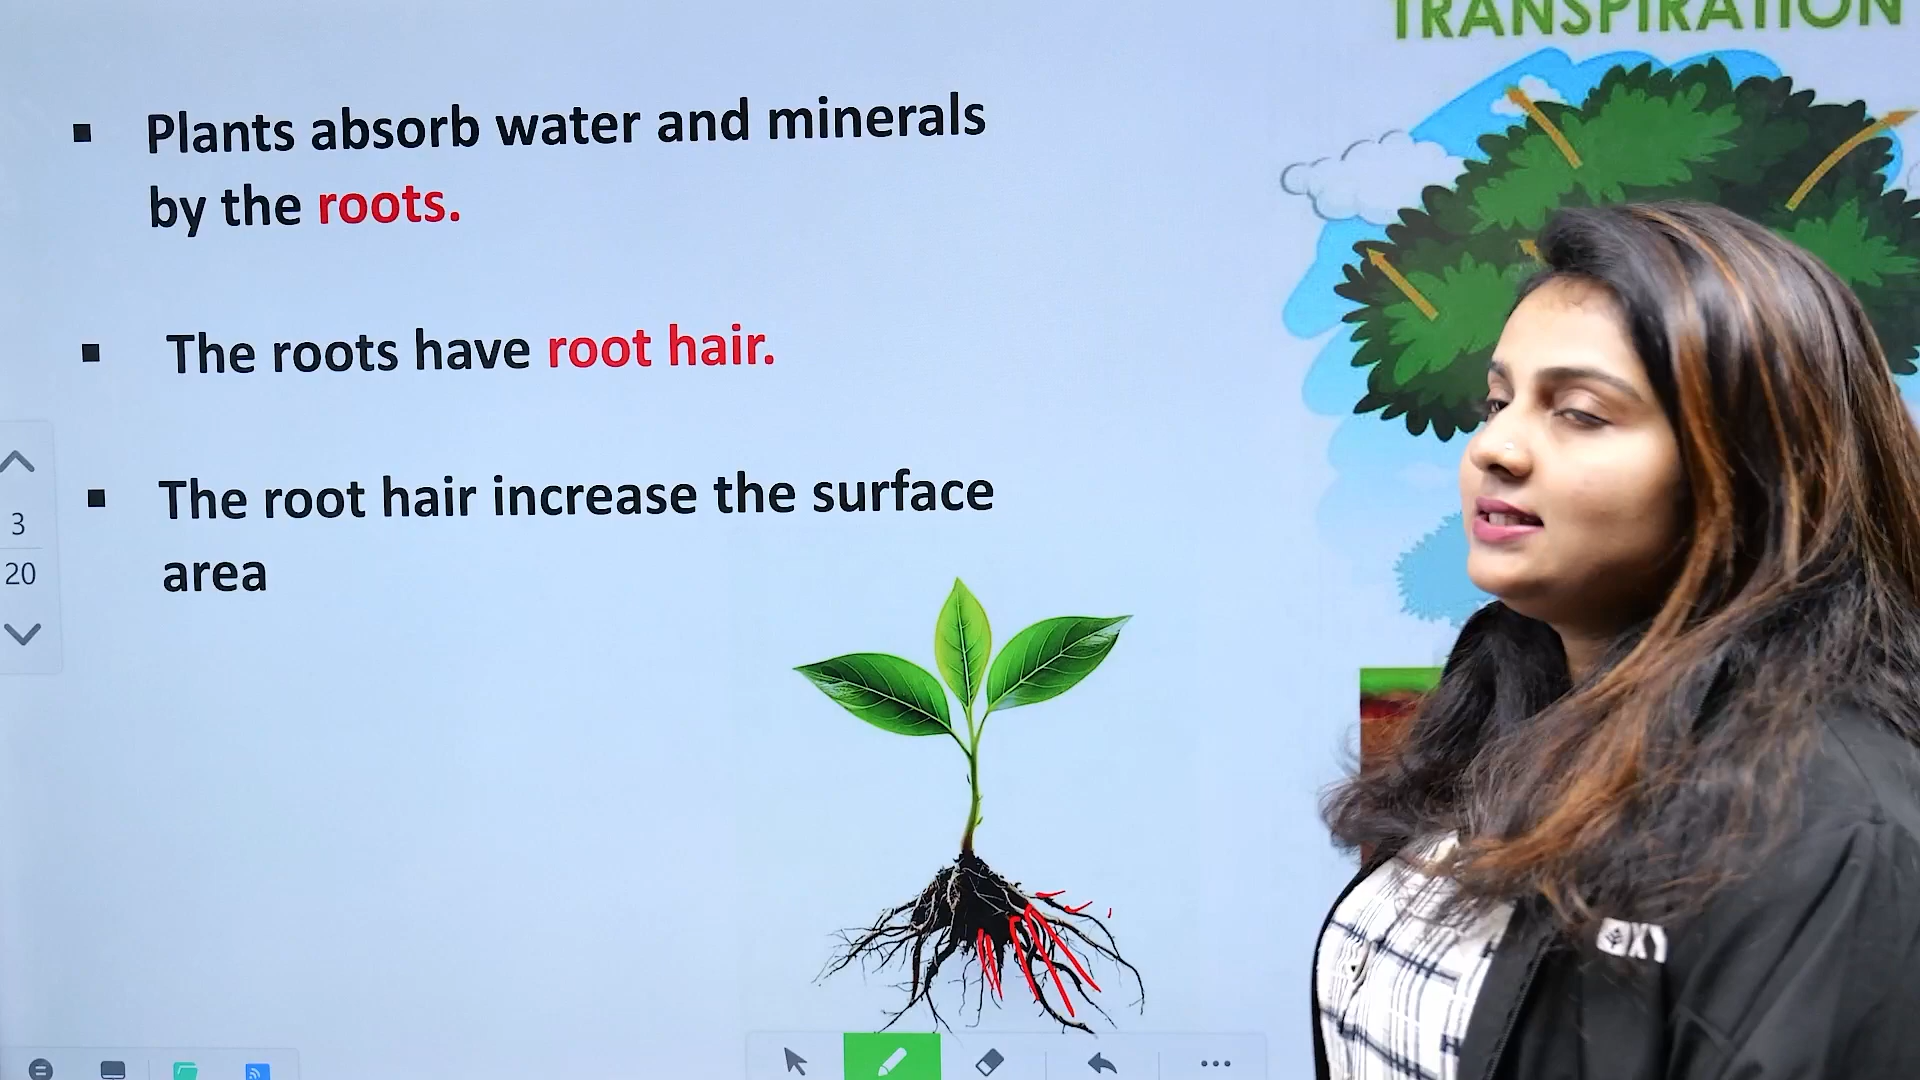 TRANSPIRATION
Plants absorb water and minerals
by the roots.
The roots have root hair.
The root hair increase the surface
area
3
20
XY